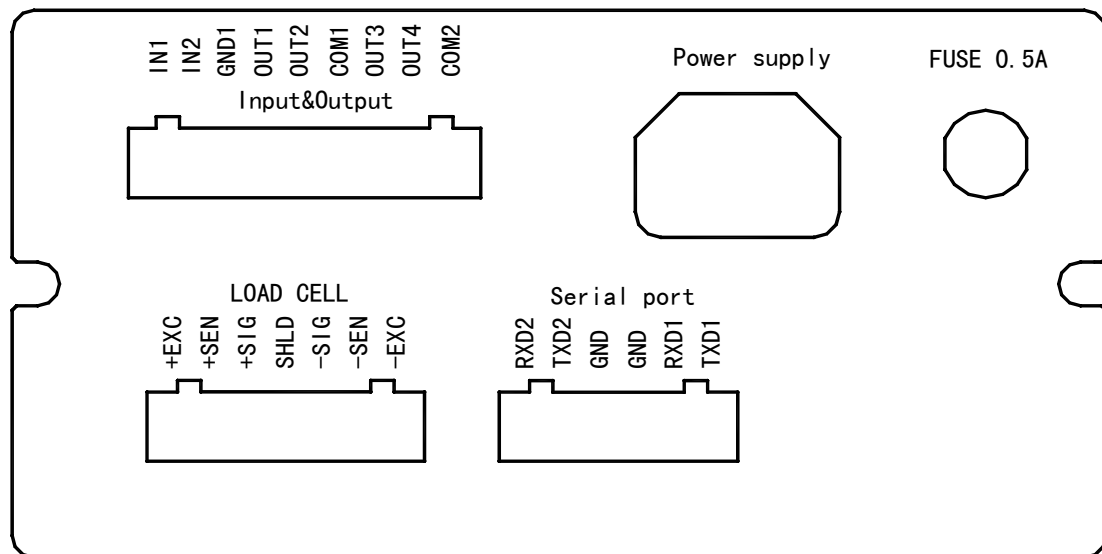 IN1 IN2 GND1 OUT1 OUT2 COM1 OUT3 OUT4 COM2
Input&Output
Power supply
FUSE 0.5A
LOAD CELL
+EXC +SEN +SIG SHLD -SIG -SEN -EXC
Serial port
RXD2 TXD2 GND GND RXD1 TXD1